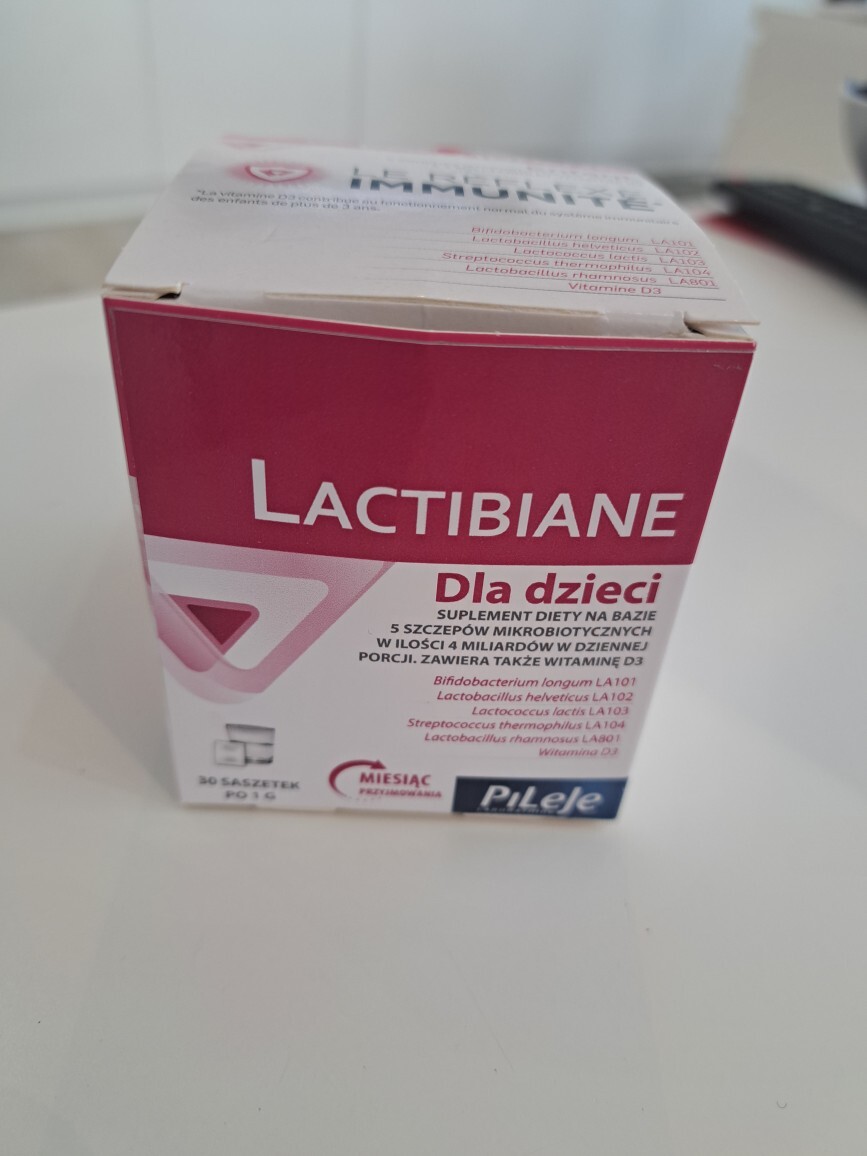 LE RÉFLEXE
IMMUNITÉ*
*La vitamine D3 contribue au fonctionnement normal du système immunitaire
des enfants de plus de 3 ans.
Bifidobacterium longum LA101
Lactobacillus helveticus LA102
Lactococcus lactis LA103
Streptococcus thermophilus LA104
Lactobacillus rhamnosus LA801
Vitamine D3
LACTIBIANE
Dla dzieci
SUPLEMENT DIETY NA BAZIE
5 SZCZEPÓW MIKROBIOTYCZNYCH
W ILOŚCI 4 MILIARDÓW W DZIENNEJ
PORCJI. ZAWIERA TAKŻE WITAMINĘ D3
Bifidobacterium longum LA101
Lactobacillus helveticus LA102
Lactococcus lactis LA103
Streptococcus thermophilus LA104
Lactobacillus rhamnosus LA801
Witamina D3
30 SASZETEK
PO 1 G
MIESIĄC
PRZYJMOWANIA
PiLeJe